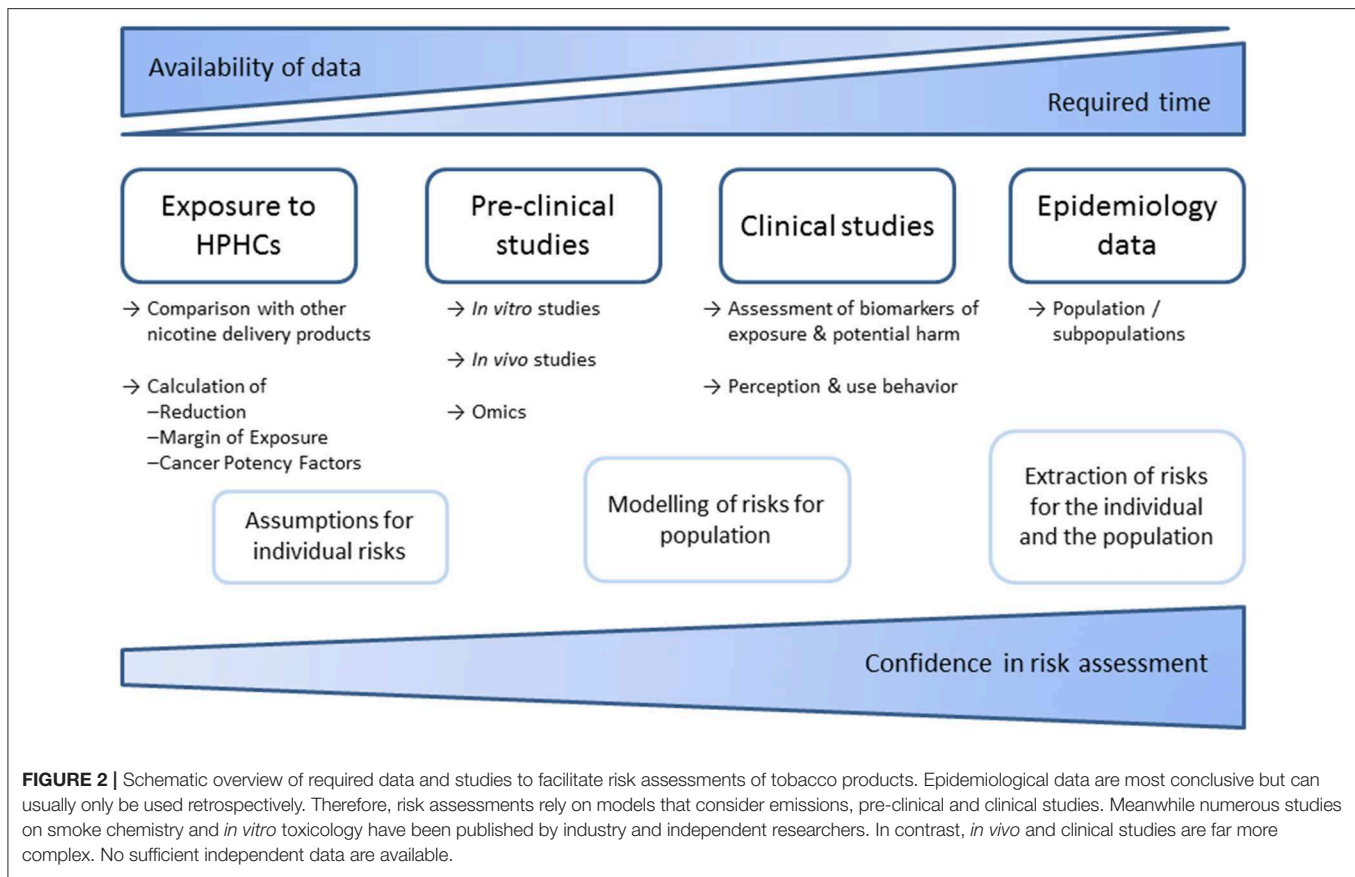 Availability of data
Required time
Exposure to
HPHCs
→ Comparison with other
nicotine delivery products
→ Calculation of
–Reduction
–Margin of Exposure
–Cancer Potency Factors
Pre-clinical
studies
→ In vitro studies
→ In vivo studies
→ Omics
Clinical studies
→ Assessment of biomarkers of
exposure & potential harm
→ Perception & use behavior
Epidemiology
data
→ Population /
subpopulations
Assumptions for
individual risks
Modelling of risks for
population
Extraction of risks
for the individual
and the population
Confidence in risk assessment
FIGURE 2 | Schematic overview of required data and studies to facilitate risk assessments of tobacco products. Epidemiological data are most conclusive but can
usually only be used retrospectively. Therefore, risk assessments rely on models that consider emissions, pre-clinical and clinical studies. Meanwhile numerous studies
on smoke chemistry and in vitro toxicology have been published by industry and independent researchers. In contrast, in vivo and clinical studies are far more
complex. No sufficient independent data are available.